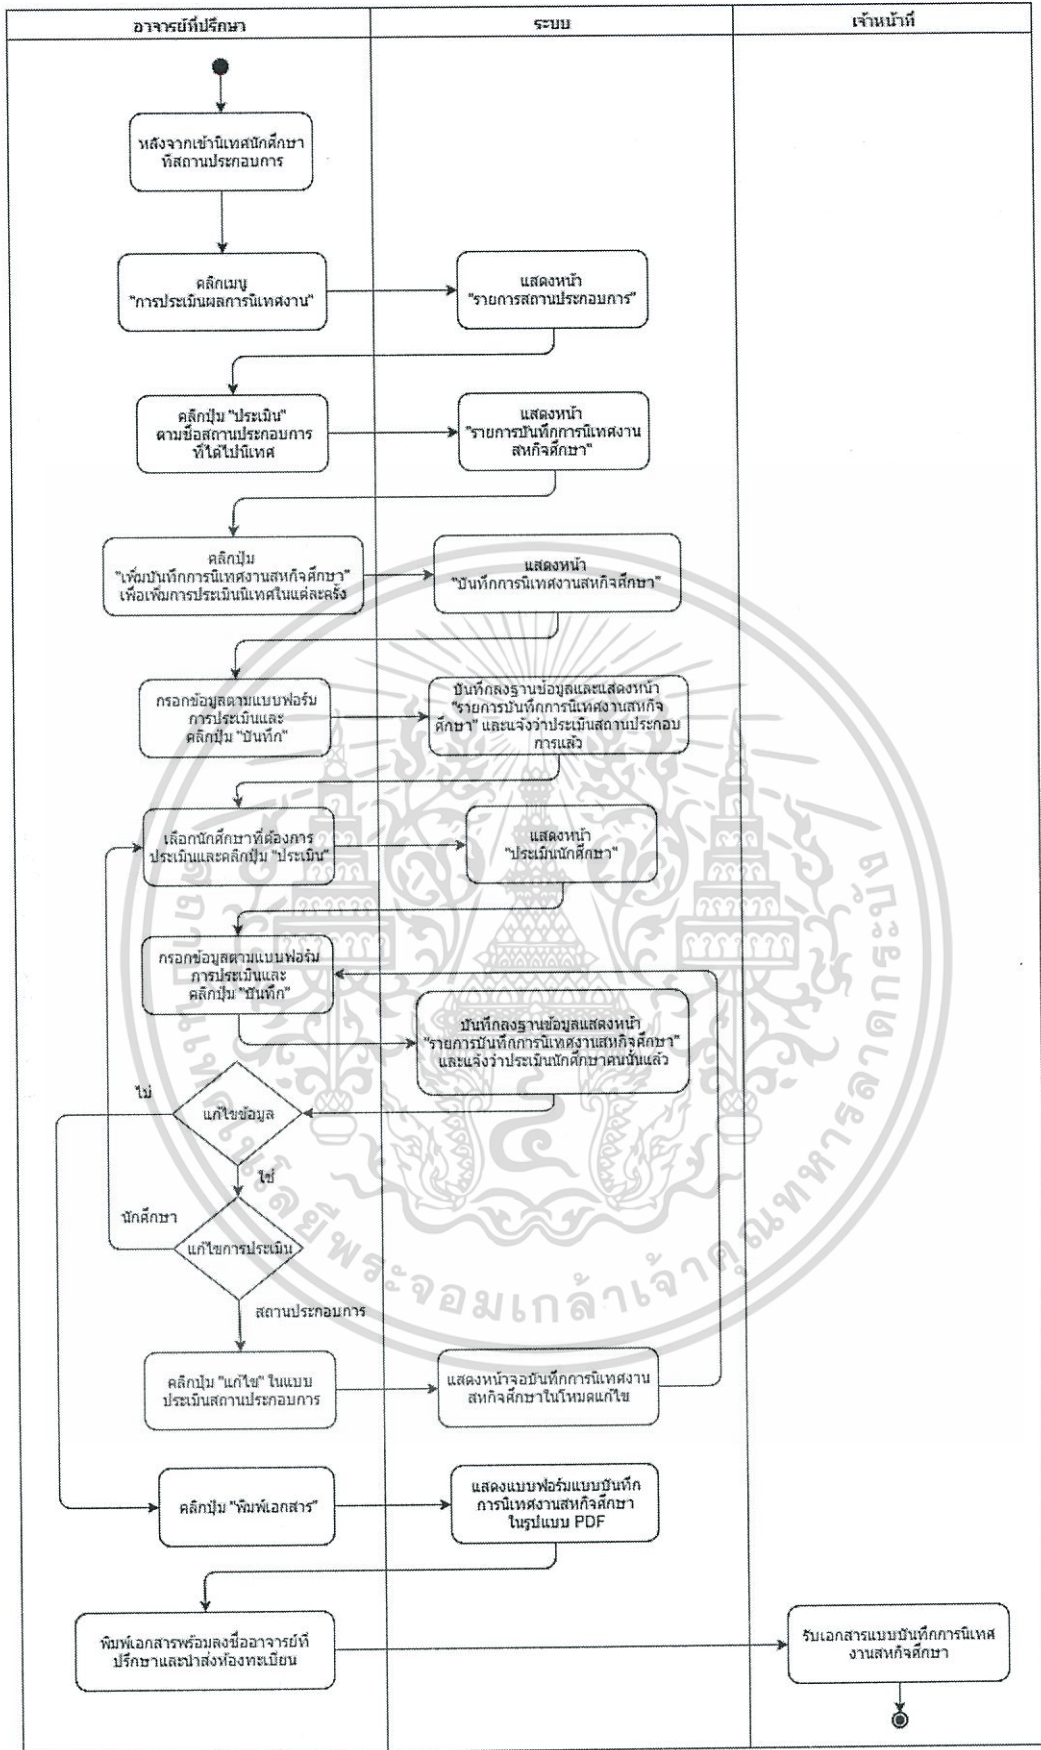 อาจารย์ที่ปรึกษา
ระบบ
เจ้าหน้าที่
หลังจากเข้านิเทศนักศึกษา
ที่สถานประกอบการ
คลิกเมนู
"การประเมินผลการนิเทศงาน"
แสดงหน้า
"รายการสถานประกอบการ"
คลิกปุ่ม "ประเมิน"
ตามชื่อสถานประกอบการ
ที่ได้ไปนิเทศ
แสดงหน้า
"รายการบันทึกการนิเทศงาน
สหกิจศึกษา"
คลิกปุ่ม
"เพิ่มบันทึกการนิเทศงานสหกิจศึกษา"
เพื่อเพิ่มการประเมินนิเทศในแต่ละครั้ง
แสดงหน้า
"บันทึกการนิเทศงานสหกิจศึกษา"
กรอกข้อมูลตามแบบฟอร์ม
การประเมินและ
คลิกปุ่ม "บันทึก"
บันทึกลงฐานข้อมูลและแสดงหน้า
"รายการบันทึกการนิเทศงานสหกิจ
ศึกษา" และแจ้งว่าประเมินสถานประกอบ
การแล้ว
เลือกนักศึกษาที่ต้องการ
ประเมินและคลิกปุ่ม "ประเมิน"
แสดงหน้า
"ประเมินนักศึกษา"
กรอกข้อมูลตามแบบฟอร์ม
การประเมินและ
คลิกปุ่ม "บันทึก"
บันทึกลงฐานข้อมูลแสดงหน้า
"รายการบันทึกการนิเทศงานสหกิจศึกษา"
และแจ้งว่าประเมินนักศึกษาคนนั้นแล้ว
ไม่
แก้ไขข้อมูล
ใช่
นักศึกษา
แก้ไขการประเมิน
สถานประกอบการ
คลิกปุ่ม "แก้ไข" ในแบบ
ประเมินสถานประกอบการ
แสดงหน้าจอบันทึกการนิเทศงาน
สหกิจศึกษาในโหมดแก้ไข
คลิกปุ่ม "พิมพ์เอกสาร"
แสดงแบบฟอร์มแบบบันทึก
การนิเทศงานสหกิจศึกษา
ในรูปแบบ PDF
พิมพ์เอกสารพร้อมลงชื่ออาจารย์ที่
ปรึกษาและนำส่งห้องทะเบียน
รับเอกสารแบบบันทึกการนิเทศ
งานสหกิจศึกษา
สถาบันเทคโนโลยีพระจอมเกล้าเจ้าคุณทหารลาดกระบัง